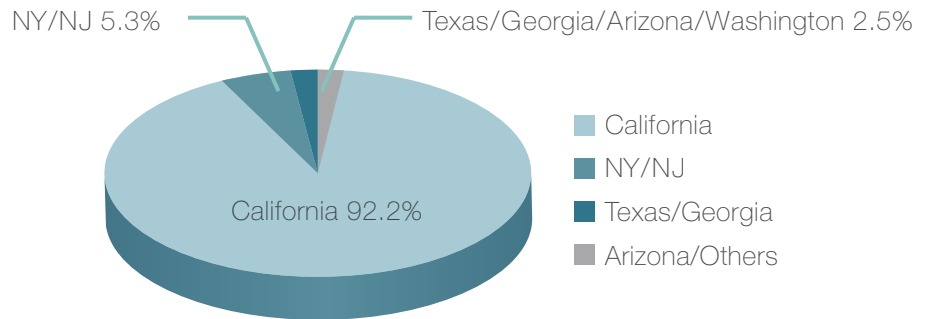 NY/NJ 5.3%
Texas/Georgia/Arizona/Washington 2.5%
California 92.2%
California
NY/NJ
Texas/Georgia
Arizona/Others